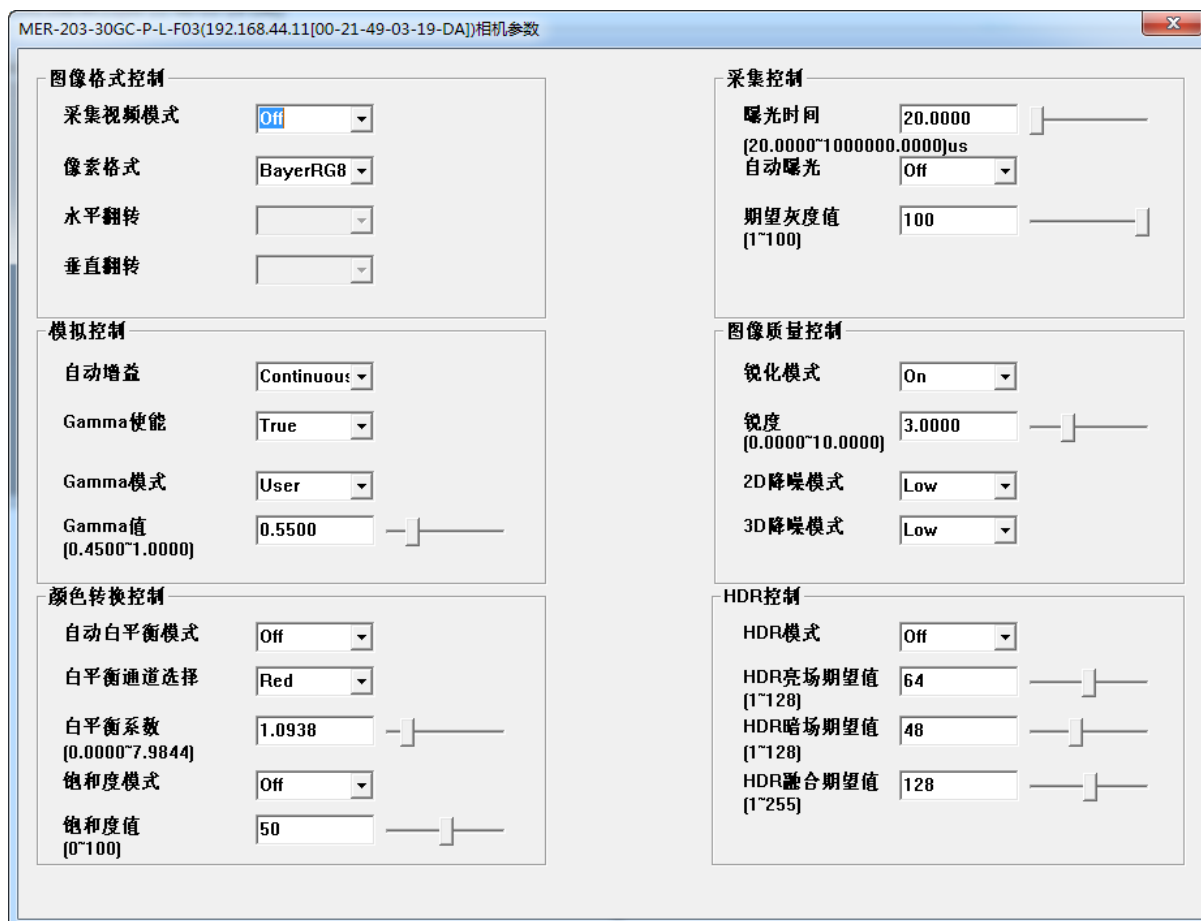 MER-203-30GC-P-L-F03(192.168.44.11[00-21-49-03-19-DA])相机参数
图像格式控制
采集视频模式 Off
像素格式 BayerRG8
水平翻转
垂直翻转
采集控制
曝光时间 20.0000
(20.0000~1000000.0000)us
自动曝光 Off
期望灰度值 100
(1~100)
模拟控制
自动增益 Continuous
Gamma使能 True
Gamma模式 User
Gamma值 0.5500
(0.4500~1.0000)
图像质量控制
锐化模式 On
锐度 3.0000
(0.0000~10.0000)
2D降噪模式 Low
3D降噪模式 Low
颜色转换控制
自动白平衡模式 Off
白平衡通道选择 Red
白平衡系数 1.0938
(0.0000~7.9844)
饱和度模式 Off
饱和度值 50
(0~100)
HDR控制
HDR模式 Off
HDR亮场期望值 64
(1~128)
HDR暗场期望值 48
(1~128)
HDR融合期望值 128
(1~255)